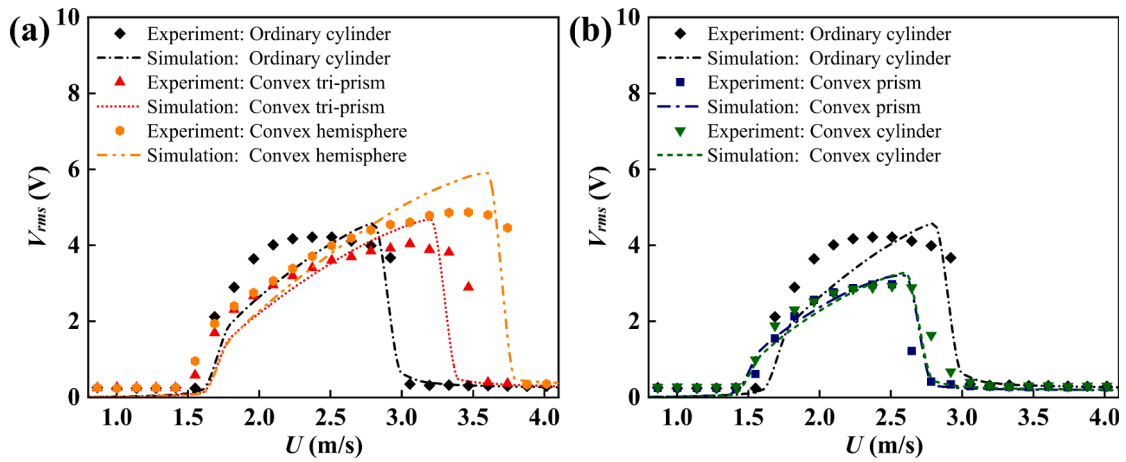 (a)
10
8
6
4
2
0
V_rms (V)
Experiment: Ordinary cylinder
Simulation: Ordinary cylinder
Experiment: Convex tri-prism
Simulation: Convex tri-prism
Experiment: Convex hemisphere
Simulation: Convex hemisphere
1.0 1.5 2.0 2.5 3.0 3.5 4.0
U (m/s)
(b)
10
8
6
4
2
0
V_rms (V)
Experiment: Ordinary cylinder
Simulation: Ordinary cylinder
Experiment: Convex prism
Simulation: Convex prism
Experiment: Convex cylinder
Simulation: Convex cylinder
1.0 1.5 2.0 2.5 3.0 3.5 4.0
U (m/s)